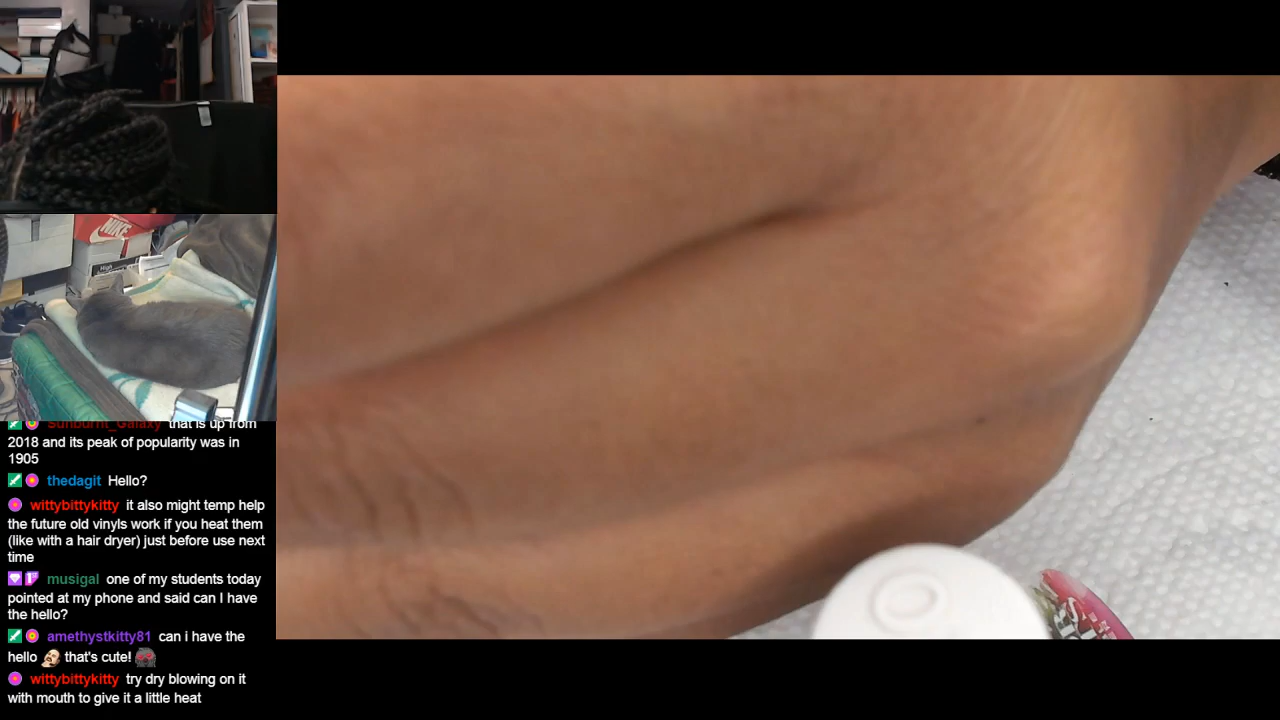 NIKE
High
Sunburnt_Galaxy that is up from
2018 and its peak of popularity was in
1905
thedagit Hello?
wittybittykitty it also might temp help
the future old vinyls work if you heat them
(like with a hair dryer) just before use next
time
musigal one of my students today
pointed at my phone and said can I have
the hello?
amethystkitty81 can i have the
hello that's cute!
wittybittykitty try dry blowing on it
with mouth to give it a little heat